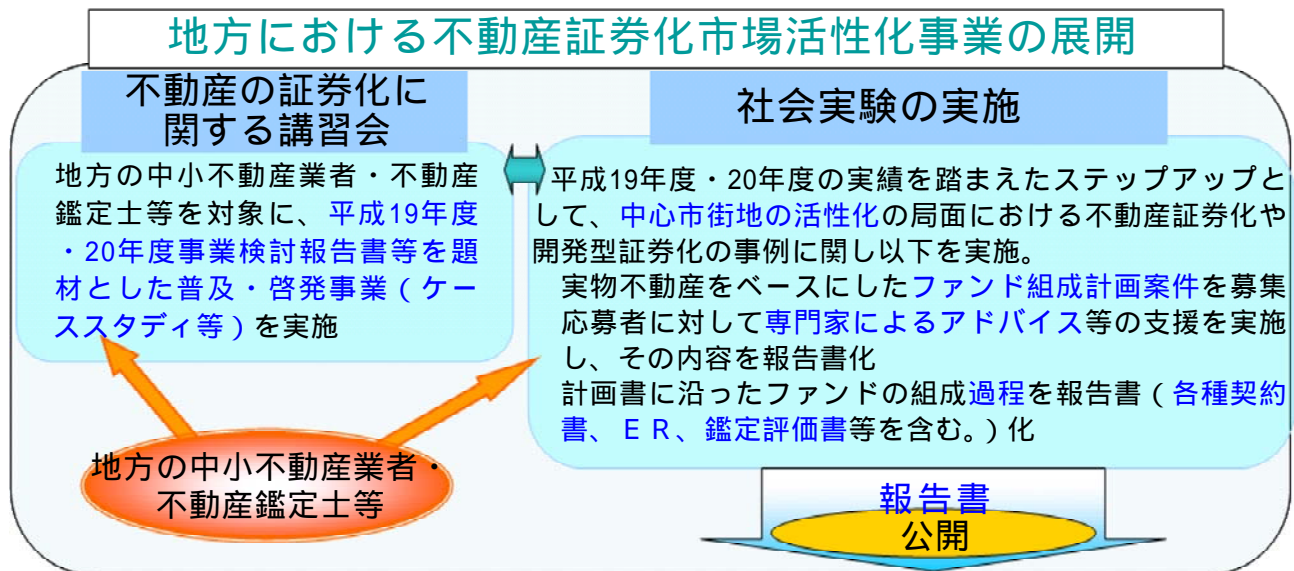 地方における不動産証券化市場活性化事業の展開
不動産の証券化に
関する講習会
地方の中小不動産業者・不動産
鑑定士等を対象に、平成19年度
・20年度事業検討報告書等を題
材とした普及・啓発事業(ケー
ススタディ等)を実施
社会実験の実施
平成19年度・20年度の実績を踏まえたステップアップと
して、中心市街地の活性化の局面における不動産証券化や
開発型証券化の事例に関し以下を実施。
実物不動産をベースにしたファンド組成計画案件を募集
応募者に対して専門家によるアドバイス等の支援を実施
し、その内容を報告書化
計画書に沿ったファンドの組成過程を報告書(各種契約
書、ER、鑑定評価書等を含む。)化
地方の中小不動産業者・
不動産鑑定士等
報告書
公開